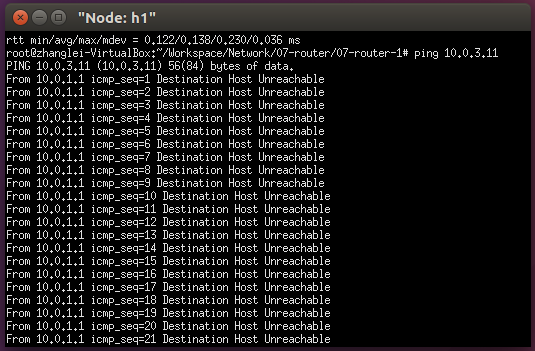 "Node: h1"
rtt min/avg/max/mdev = 0.122/0.138/0.230/0.036 ms
root@zhanglei-VirtualBox:~/Workspace/Network/07-router/07-router-1# ping 10.0.3.11
PING 10.0.3.11 (10.0.3.11) 56(84) bytes of data.
From 10.0.1.1 icmp_seq=1 Destination Host Unreachable
From 10.0.1.1 icmp_seq=2 Destination Host Unreachable
From 10.0.1.1 icmp_seq=3 Destination Host Unreachable
From 10.0.1.1 icmp_seq=4 Destination Host Unreachable
From 10.0.1.1 icmp_seq=5 Destination Host Unreachable
From 10.0.1.1 icmp_seq=6 Destination Host Unreachable
From 10.0.1.1 icmp_seq=7 Destination Host Unreachable
From 10.0.1.1 icmp_seq=8 Destination Host Unreachable
From 10.0.1.1 icmp_seq=9 Destination Host Unreachable
From 10.0.1.1 icmp_seq=10 Destination Host Unreachable
From 10.0.1.1 icmp_seq=11 Destination Host Unreachable
From 10.0.1.1 icmp_seq=12 Destination Host Unreachable
From 10.0.1.1 icmp_seq=13 Destination Host Unreachable
From 10.0.1.1 icmp_seq=14 Destination Host Unreachable
From 10.0.1.1 icmp_seq=15 Destination Host Unreachable
From 10.0.1.1 icmp_seq=16 Destination Host Unreachable
From 10.0.1.1 icmp_seq=17 Destination Host Unreachable
From 10.0.1.1 icmp_seq=18 Destination Host Unreachable
From 10.0.1.1 icmp_seq=19 Destination Host Unreachable
From 10.0.1.1 icmp_seq=20 Destination Host Unreachable
From 10.0.1.1 icmp_seq=21 Destination Host Unreachable